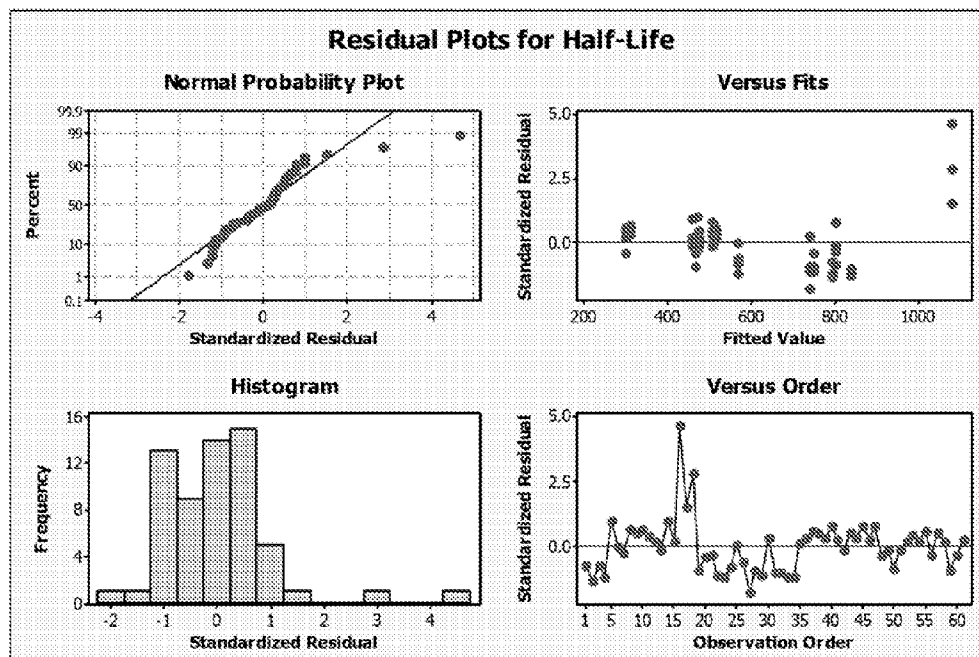 Residual Plots for Half-Life
Normal Probability Plot
Percent
99.9
99
90
50
10
1
0.1
-4 -2 0 2 4
Standardized Residual
Versus Fits
Standardized Residual
5.0
2.5
0.0
200 400 600 800 1000
Fitted Value
Histogram
Frequency
16
12
8
4
0
-2 -1 0 1 2 3 4
Standardized Residual
Versus Order
Standardized Residual
5.0
2.5
0.0
1 5 10 15 20 25 30 35 40 45 50 55 60
Observation Order